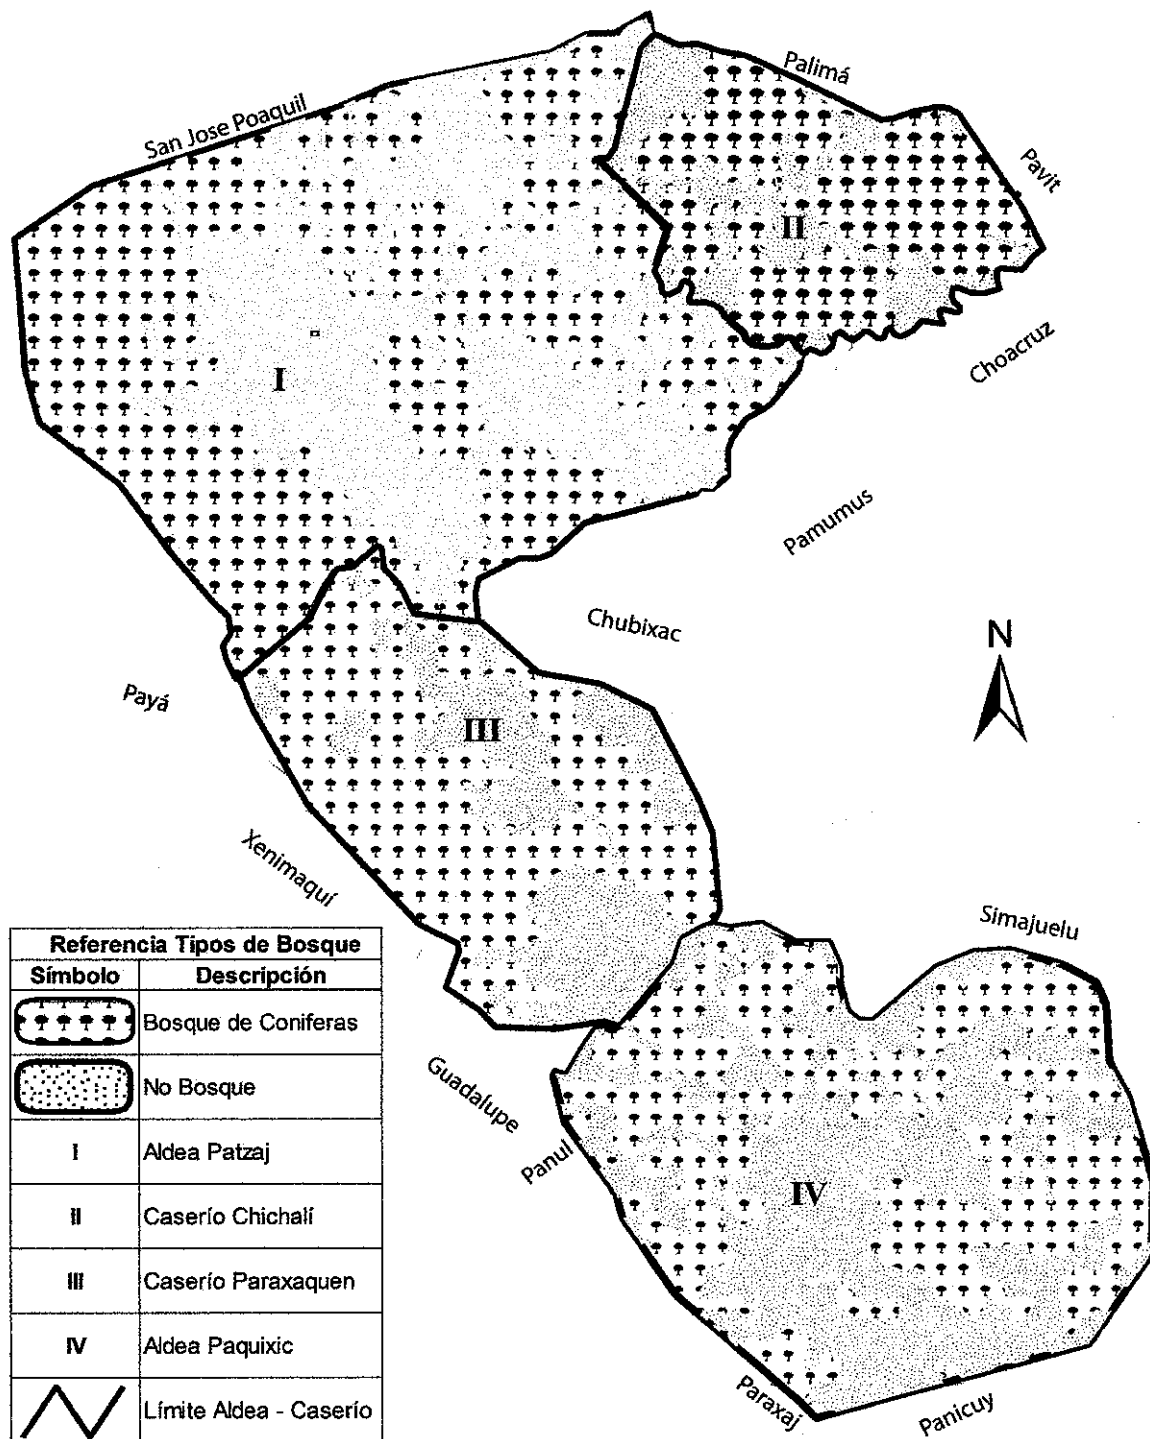 San Jose Poaquil
Palimá
Pavit
II
Choacruz
I
Pamumus
Chubixac
N
Payá
III
Xenimaquí
Simajuelu
Guadalupe
Panul
IV
Paraxaj
Panicuy
Referencia Tipos de Bosque
Símbolo Descripción
Bosque de Coniferas
No Bosque
I Aldea Patzaj
II Caserío Chichalí
III Caserío Paraxaquen
IV Aldea Paquixic
Límite Aldea - Caserío